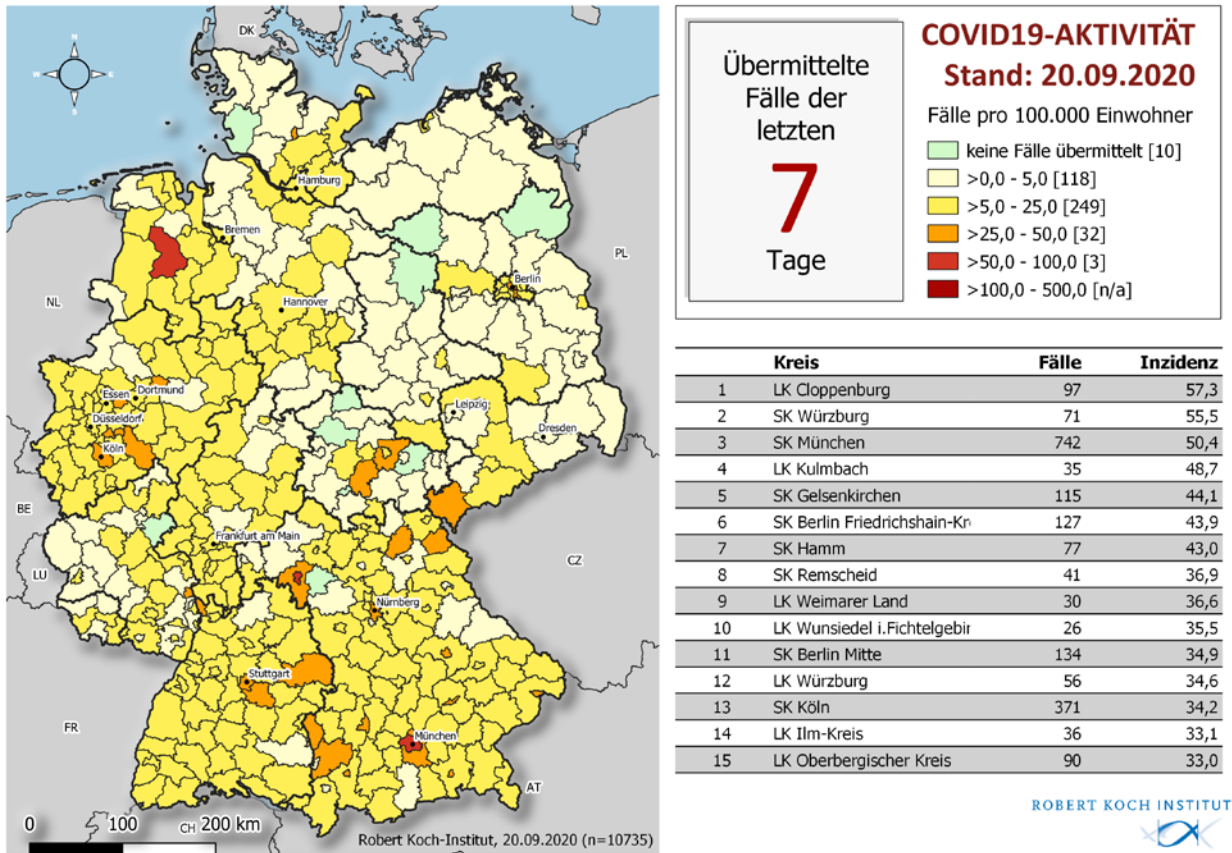 DK
N
W
E
S
Hamburg
Bremen
PL
Berlin
NL
Hannover
Essen
Dortmund
Düsseldorf
Leipzig
Dresden
Köln
BE
Frankfurt am Main
CZ
LU
Nürnberg
Stuttgart
FR
München
AT
0 100 200 km
CH
Robert Koch-Institut, 20.09.2020 (n=10735)
Übermittelte
Fälle der
letzten
7
Tage
COVID19-AKTIVITÄT
Stand: 20.09.2020
Fälle pro 100.000 Einwohner
keine Fälle übermittelt [10]
>0,0 - 5,0 [118]
>5,0 - 25,0 [249]
>25,0 - 50,0 [32]
>50,0 - 100,0 [3]
>100,0 - 500,0 [n/a]
Kreis Fälle Inzidenz
1 LK Cloppenburg 97 57,3
2 SK Würzburg 71 55,5
3 SK München 742 50,4
4 LK Kulmbach 35 48,7
5 SK Gelsenkirchen 115 44,1
6 SK Berlin Friedrichshain-Kr 127 43,9
7 SK Hamm 77 43,0
8 SK Remscheid 41 36,9
9 LK Weimarer Land 30 36,6
10 LK Wunsiedel i.Fichtelgebir 26 35,5
11 SK Berlin Mitte 134 34,9
12 LK Würzburg 56 34,6
13 SK Köln 371 34,2
14 LK Ilm-Kreis 36 33,1
15 LK Oberbergischer Kreis 90 33,0
ROBERT KOCH INSTITUT